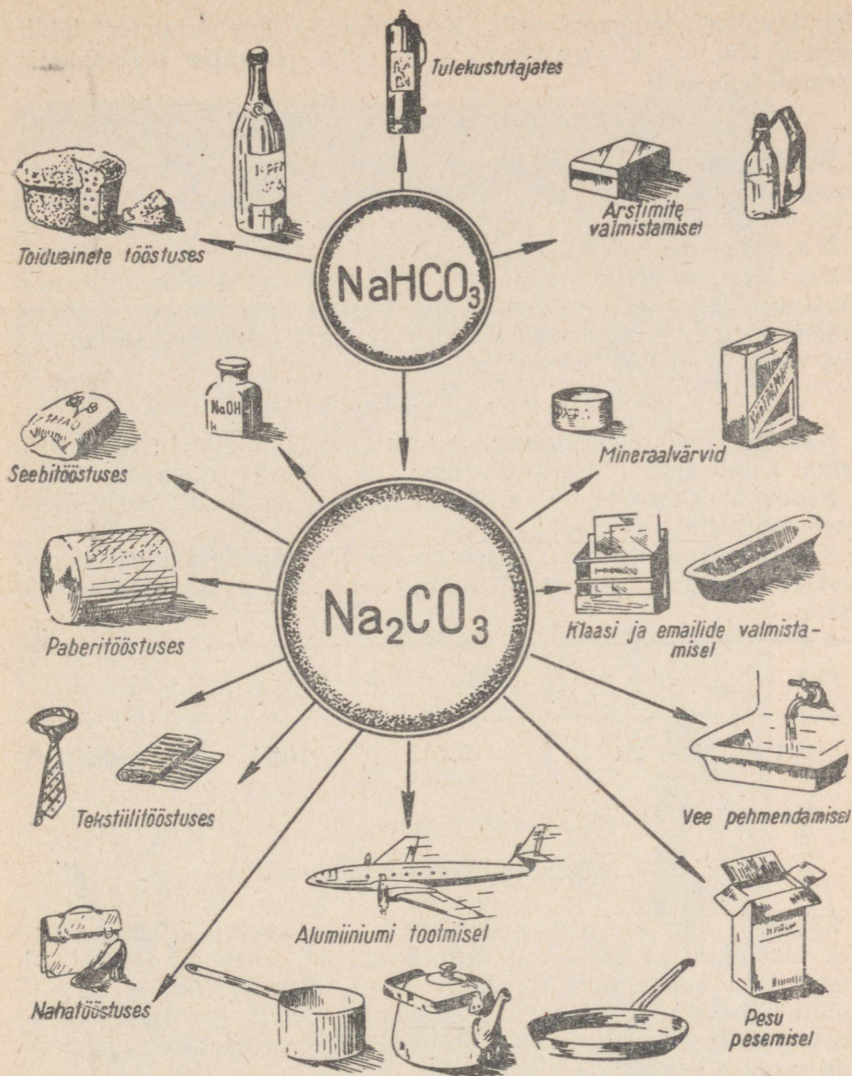 Tulekustutajates
Toiduainete tööstuses
Arstimite
valmistamisel
NaHCO₃
NaOH
Seebitööstuses
Mineraalvärvid
Na₂CO₃
Paberitööstuses
Klaasi ja emailide valmista-
misel
Tekstiilitööstuses
Vee pehmendamisel
Alumiiniumi tootmisel
Nahatööstuses
Pesu
pesemisel